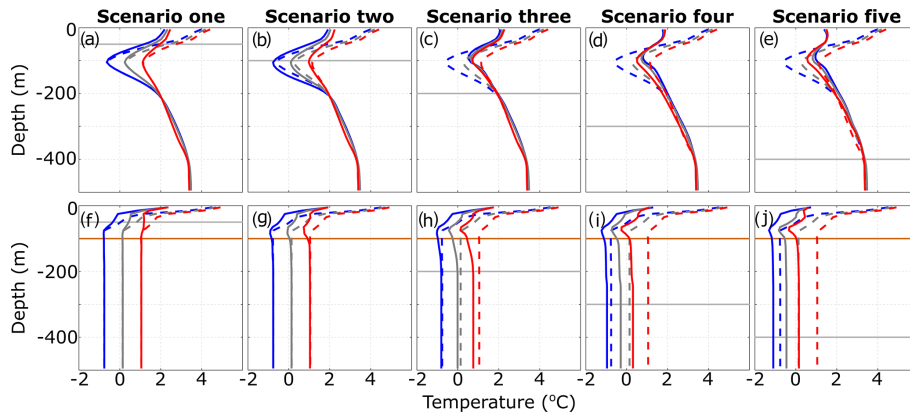 Scenario one Scenario two Scenario three Scenario four Scenario five
0 (a) (b) (c) (d) (e)
Depth (m)
-200
-400
0 (f) (g) (h) (i) (j)
Depth (m)
-200
-400
-2 0 2 4 -2 0 2 4 -2 0 2 4 -2 0 2 4 -2 0 2 4
Temperature (°C)